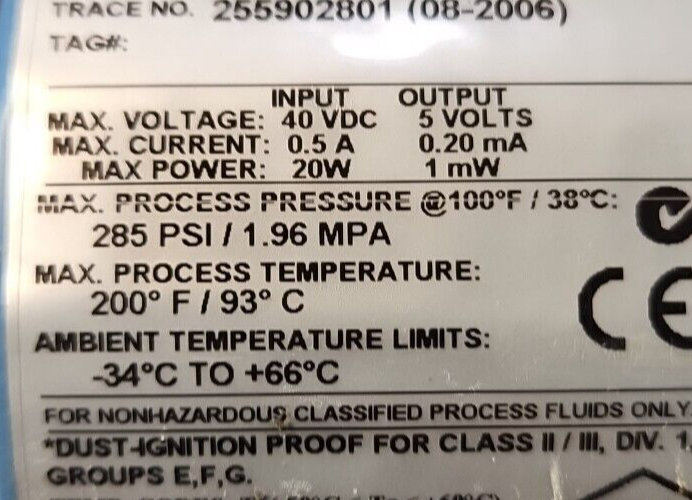 TRACE NO. 255902801 (08-2006)
TAG#:
INPUT OUTPUT
MAX. VOLTAGE: 40 VDC 5 VOLTS
MAX. CURRENT: 0.5 A 0.20 mA
MAX POWER: 20W 1 mW
MAX. PROCESS PRESSURE @100°F / 38°C:
285 PSI / 1.96 MPA
MAX. PROCESS TEMPERATURE:
200° F / 93° C
CE
AMBIENT TEMPERATURE LIMITS:
-34°C TO +66°C
FOR NONHAZARDOUS CLASSIFIED PROCESS FLUIDS ONLY
*DUST-IGNITION PROOF FOR CLASS II / III, DIV. 1,
GROUPS E,F,G.